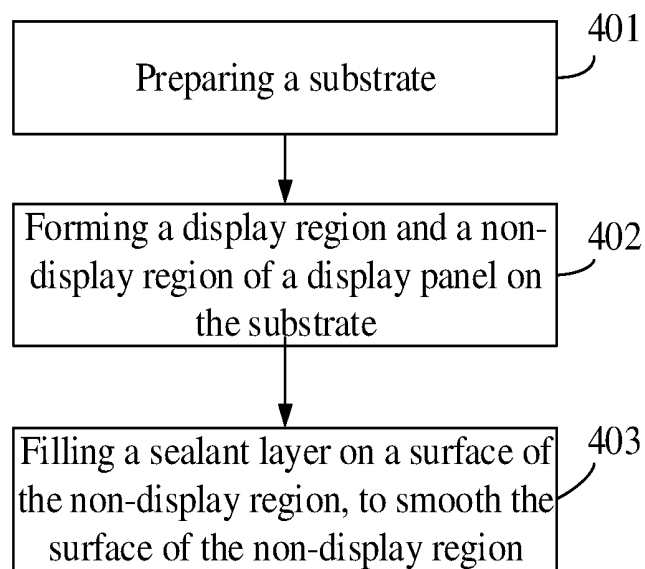 401
Preparing a substrate
402
Forming a display region and a non-
display region of a display panel on
the substrate
403
Filling a sealant layer on a surface of
the non-display region, to smooth the
surface of the non-display region